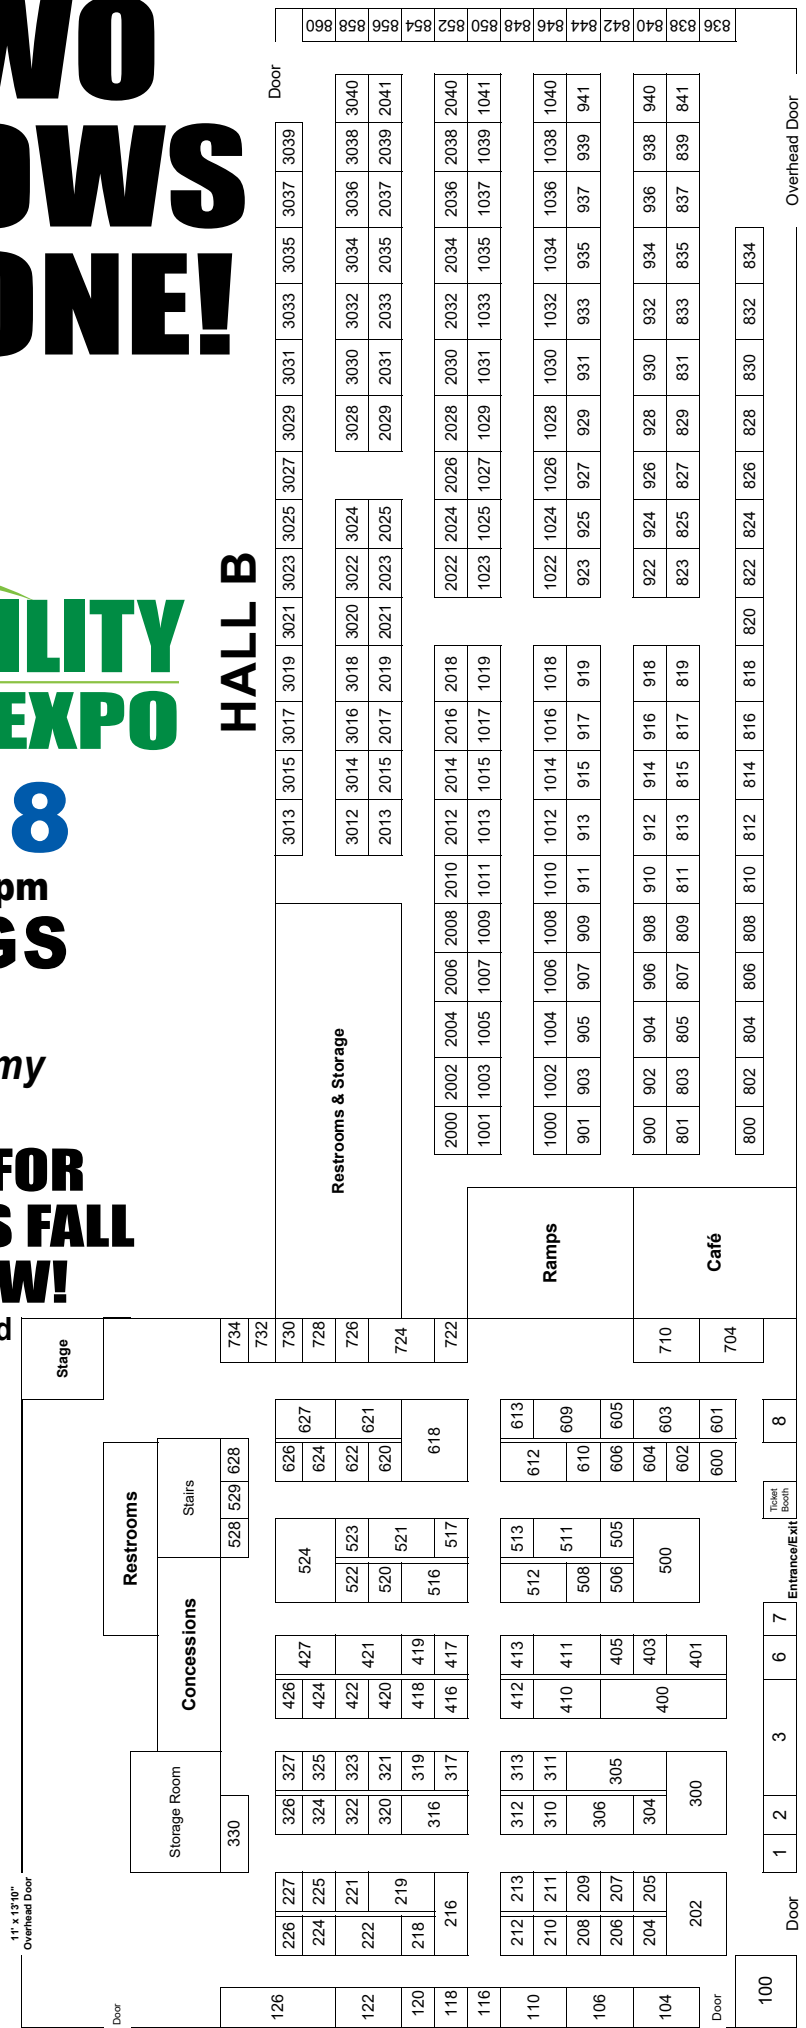 WO
OWS
ONE!
ILITY
EXPO
8
pm
GS
my
FOR
S FALL
W!
d
HALL B
Door
860 858 856 854 852 850 848 846 844 842 840 838 836
Overhead Door
3040 2041 2040 1041 1040 941 940 841
3039 3038 2039 2038 1039 1038 939 938 839
3037 3036 2037 2036 1037 1036 937 936 837
3035 3034 2035 2034 1035 1034 935 934 835 834
3033 3032 2033 2032 1033 1032 933 932 833 832
3031 3030 2031 2030 1031 1030 931 930 831 830
3029 3028 2029 2028 1029 1028 929 928 829 828
3027 2026 1027 1026 927 926 827 826
3025 3024 2025 2024 1025 1024 925 924 825 824
3023 3022 2023 2022 1023 1022 923 922 823 822
3021 3020 2021 820
3019 3018 2019 2018 1019 1018 919 918 819 818
3017 3016 2017 2016 1017 1016 917 916 817 816
3015 3014 2015 2014 1015 1014 915 914 815 814
3013 3012 2013 2012 1013 1012 913 912 813 812
2010 1011 1010 911 910 811 810
2008 1009 1008 909 908 809 808
2006 1007 1006 907 906 807 806
2004 1005 1004 905 904 805 804
2002 1003 1002 903 902 803 802
2000 1001 1000 901 900 801 800
Restrooms & Storage
Ramps
Café
Stage
734 732 730 728 726 724 722 710 704
627 621 618 613 609 605 603 601 8
628 626 624 622 620 612 610 606 604 602 600
Restrooms
Stairs
529
528
Ticket
Booth
Entrance/Exit
524 523 521 517 513 511 505 500
522 520 516 512 508 506
7
Concessions
427 421 419 417 413 411 405 403 401 6
426 424 422 420 418 416 412 410 400
3
Storage Room
327 325 323 321 319 317 313 311 305 300
330 326 324 322 320 316 312 310 306 304 2
1
11' x 13'10"
Overhead Door
227 225 221 219 216 213 211 209 207 205 202
226 224 222 218 212 210 208 206 204
Door
Door
126 122 120 118 116 110 106 104
Door
100